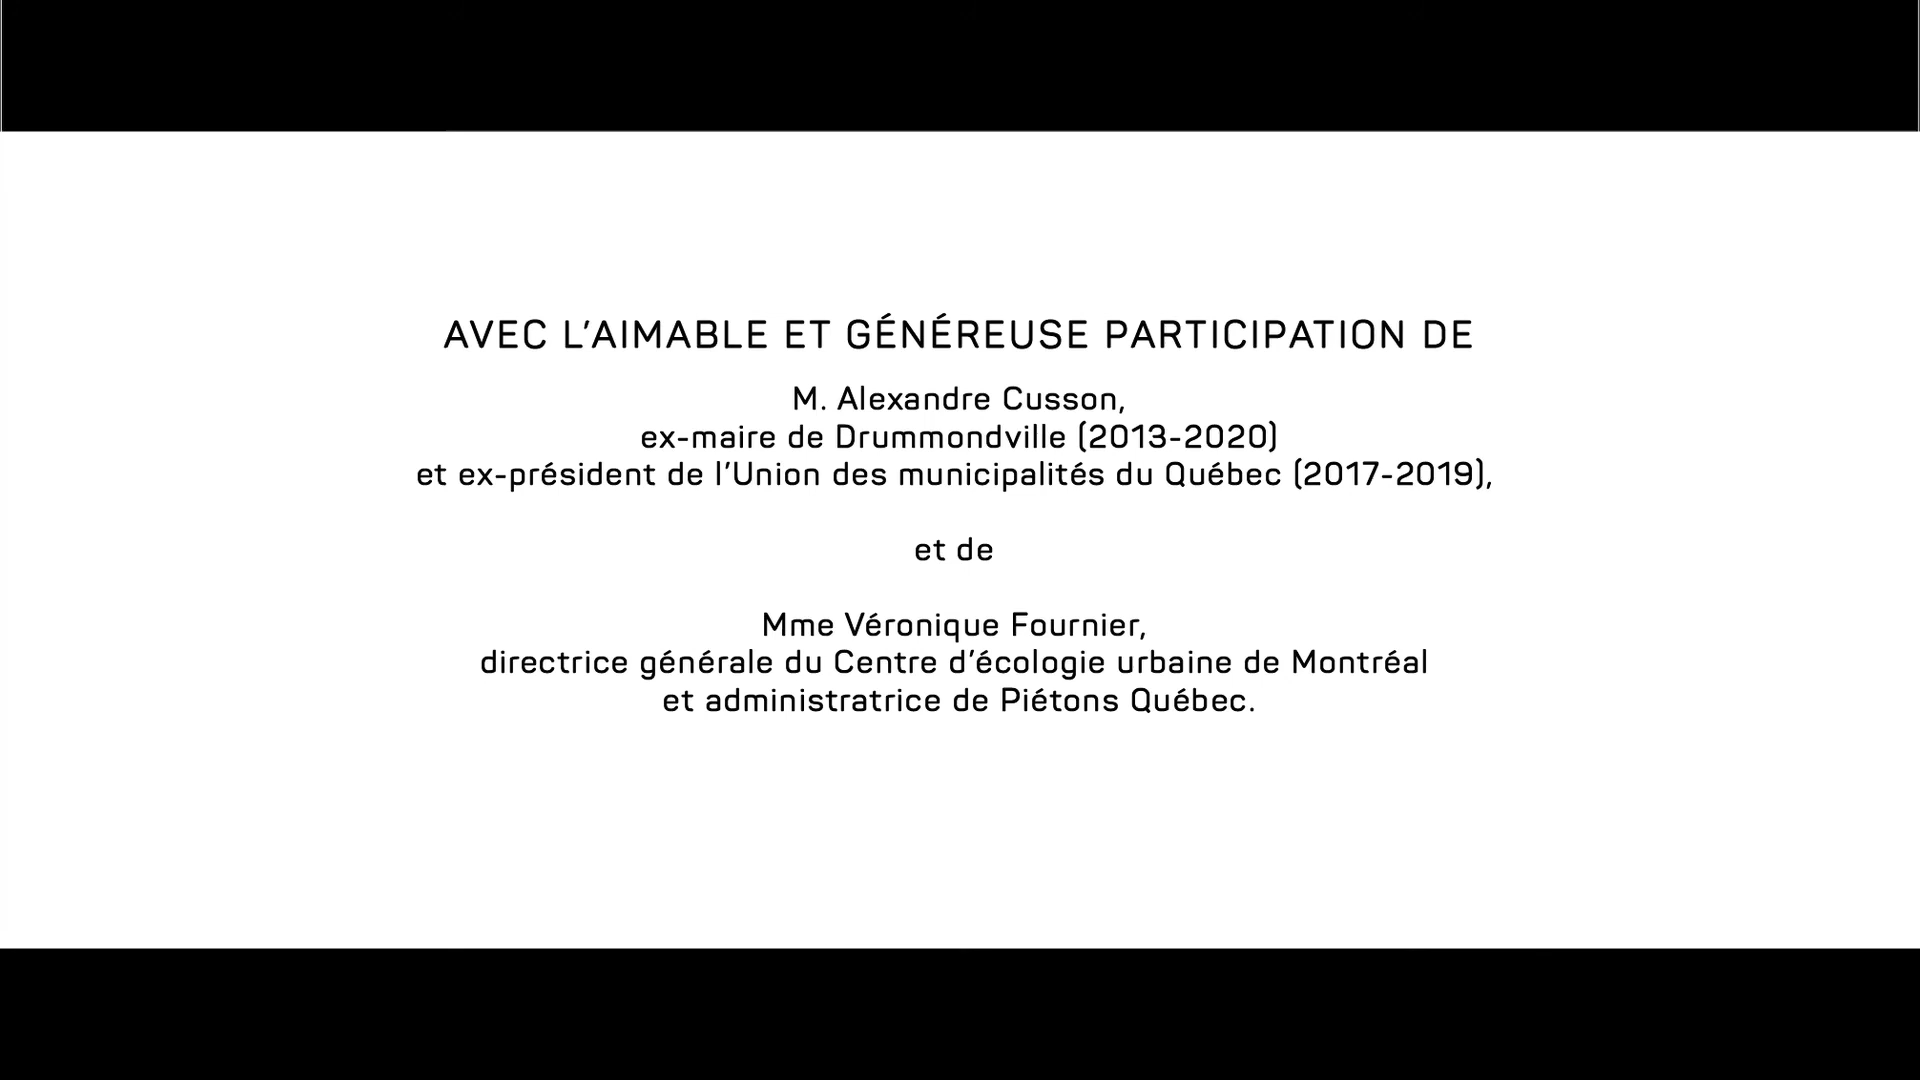 AVEC L’AIMABLE ET GÉNÉREUSE PARTICIPATION DE
M. Alexandre Cusson,
ex-maire de Drummondville (2013-2020)
et ex-président de l’Union des municipalités du Québec (2017-2019),
et de
Mme Véronique Fournier,
directrice générale du Centre d’écologie urbaine de Montréal
et administratrice de Piétons Québec.